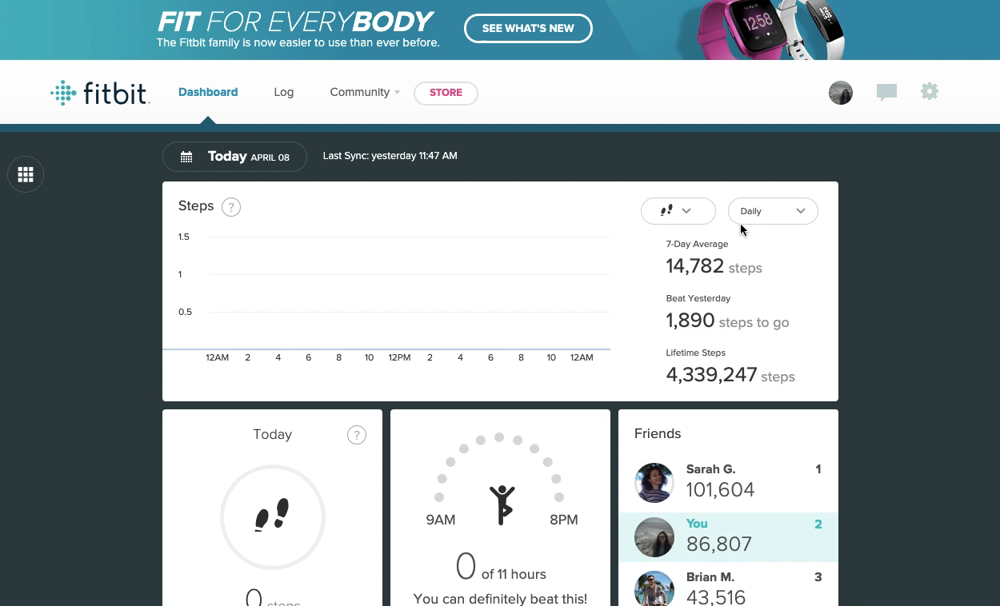 FIT FOR EVERYBODY
The Fitbit family is now easier to use than ever before.
SEE WHAT'S NEW
12:58
fitbit
Dashboard
Log
Community
STORE
Today APRIL 08
Last Sync: yesterday 11:47 AM
Steps ?
Daily
1.5
1
0.5
12AM 2 4 6 8 10 12PM 2 4 6 8 10 12AM
7-Day Average
14,782 steps
Beat Yesterday
1,890 steps to go
Lifetime Steps
4,339,247 steps
Today ?
0 steps
9AM 8PM
0 of 11 hours
You can definitely beat this!
Friends
Sarah G. 1
101,604
You 2
86,807
Brian M. 3
43,516